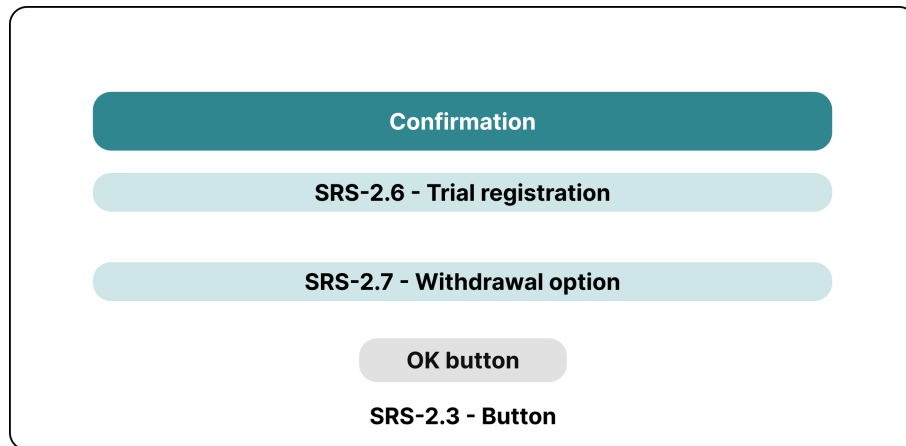 Confirmation
SRS-2.6 - Trial registration
SRS-2.7 - Withdrawal option
OK button
SRS-2.3 - Button